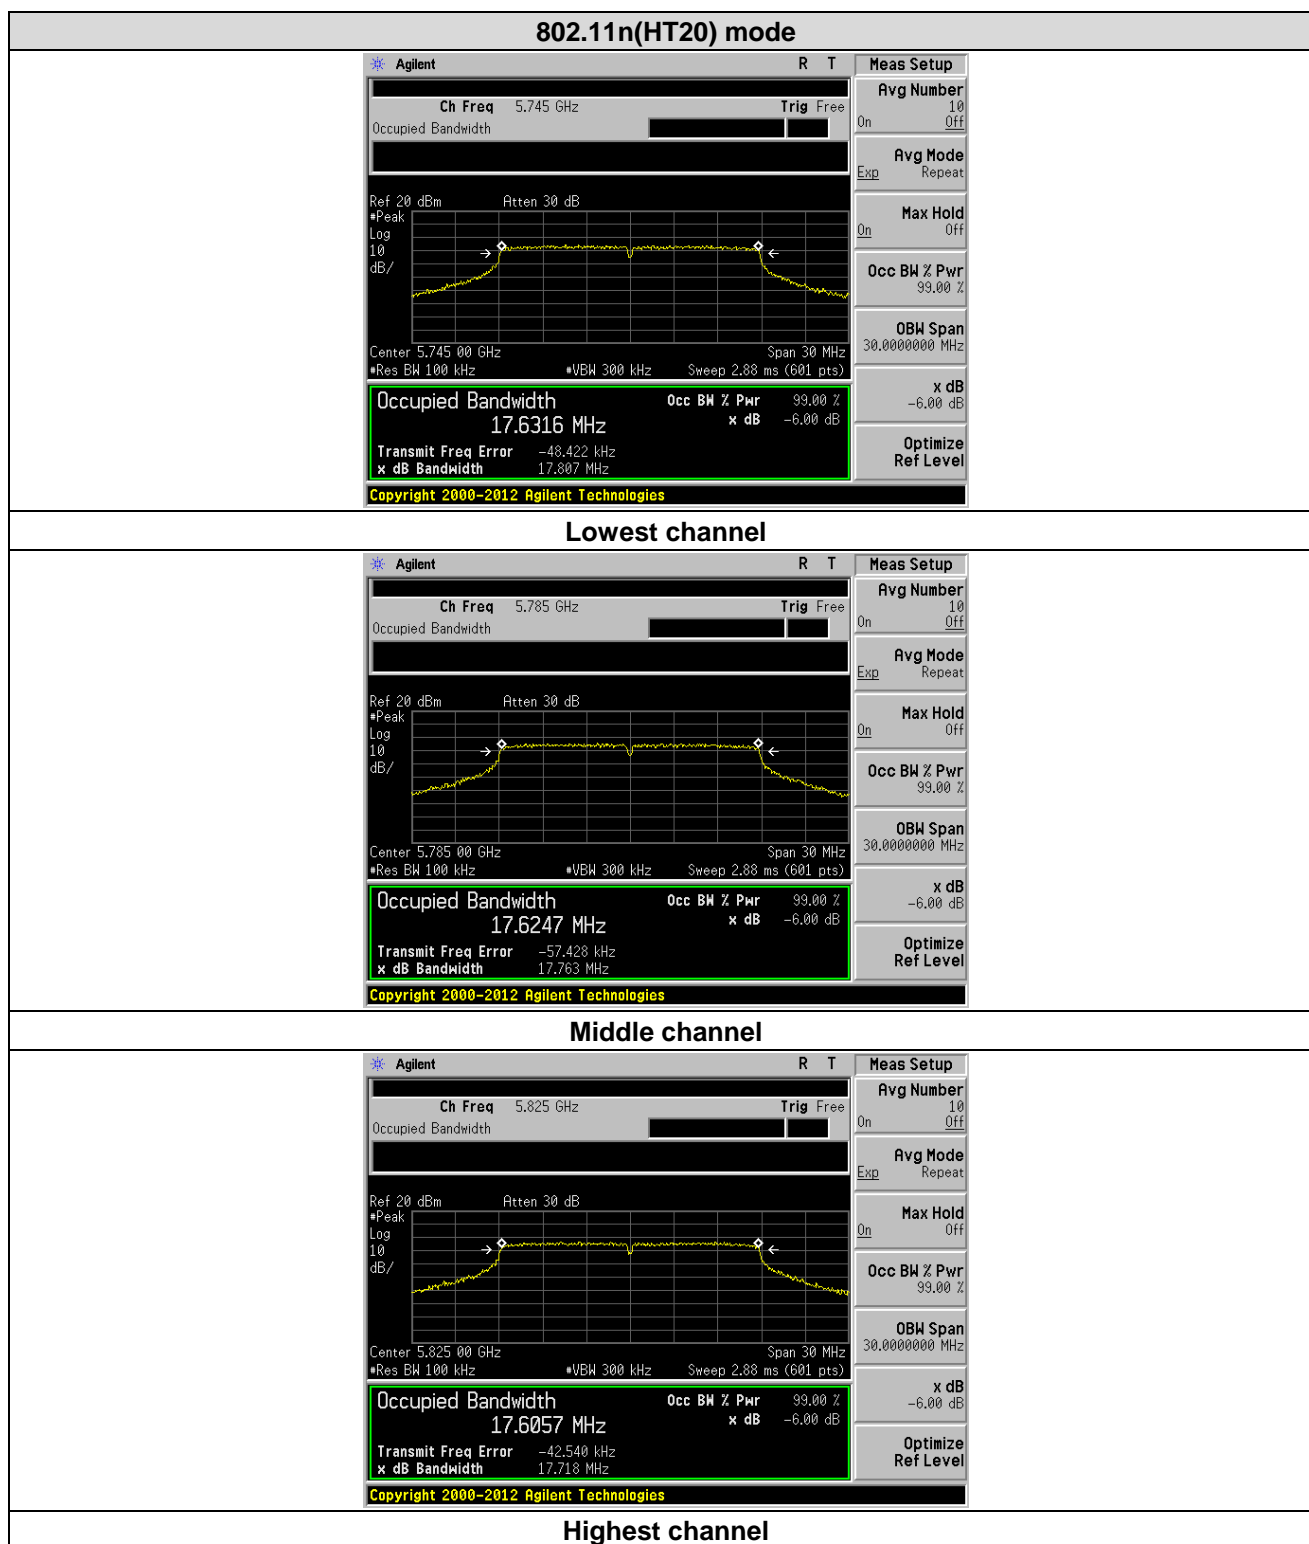 802.11n(HT20) mode
Agilent R T Meas Setup
Ch Freq 5.745 GHz Trig Free
Occupied Bandwidth
Avg Number
10
On Off
Avg Mode
Exp Repeat
Ref 20 dBm Atten 30 dB
#Peak
Log
10
dB/
Max Hold
On Off
Occ BW % Pwr
99.00 %
OBW Span
30.0000000 MHz
Center 5.745 00 GHz Span 30 MHz
#Res BW 100 kHz #VBW 300 kHz Sweep 2.88 ms (601 pts)
x dB
-6.00 dB
Optimize
Ref Level
Occupied Bandwidth Occ BW % Pwr 99.00 %
17.6316 MHz x dB -6.00 dB
Transmit Freq Error -48.422 kHz
x dB Bandwidth 17.807 MHz
Copyright 2000-2012 Agilent Technologies
Lowest channel
Agilent R T Meas Setup
Ch Freq 5.785 GHz Trig Free
Occupied Bandwidth
Avg Number
10
On Off
Avg Mode
Exp Repeat
Ref 20 dBm Atten 30 dB
#Peak
Log
10
dB/
Max Hold
On Off
Occ BW % Pwr
99.00 %
OBW Span
30.0000000 MHz
Center 5.785 00 GHz Span 30 MHz
#Res BW 100 kHz #VBW 300 kHz Sweep 2.88 ms (601 pts)
x dB
-6.00 dB
Optimize
Ref Level
Occupied Bandwidth Occ BW % Pwr 99.00 %
17.6247 MHz x dB -6.00 dB
Transmit Freq Error -57.428 kHz
x dB Bandwidth 17.763 MHz
Copyright 2000-2012 Agilent Technologies
Middle channel
Agilent R T Meas Setup
Ch Freq 5.825 GHz Trig Free
Occupied Bandwidth
Avg Number
10
On Off
Avg Mode
Exp Repeat
Ref 20 dBm Atten 30 dB
#Peak
Log
10
dB/
Max Hold
On Off
Occ BW % Pwr
99.00 %
OBW Span
30.0000000 MHz
Center 5.825 00 GHz Span 30 MHz
#Res BW 100 kHz #VBW 300 kHz Sweep 2.88 ms (601 pts)
x dB
-6.00 dB
Optimize
Ref Level
Occupied Bandwidth Occ BW % Pwr 99.00 %
17.6057 MHz x dB -6.00 dB
Transmit Freq Error -42.540 kHz
x dB Bandwidth 17.718 MHz
Copyright 2000-2012 Agilent Technologies
Highest channel